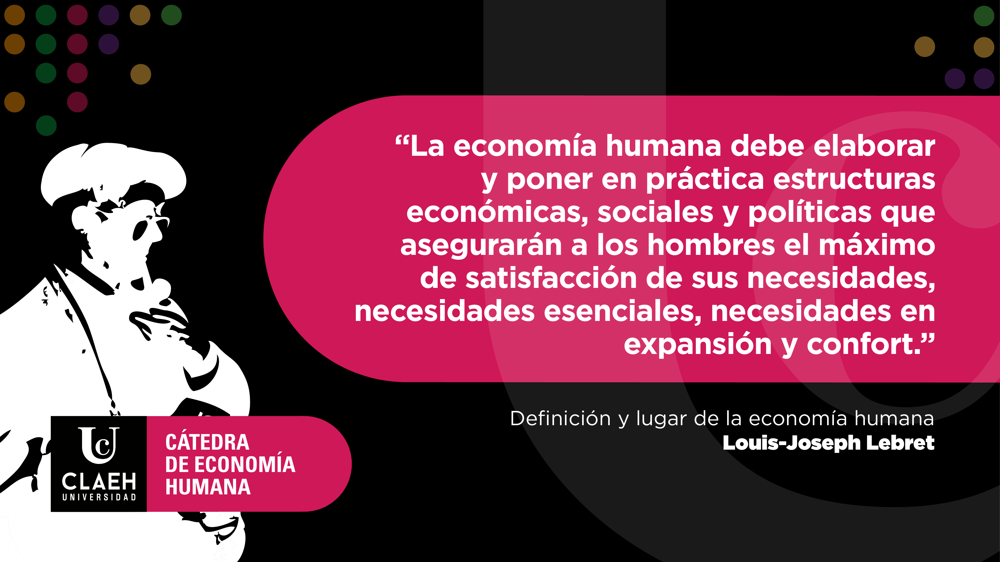 “La economía humana debe elaborar
y poner en práctica estructuras
económicas, sociales y políticas que
asegurarán a los hombres el máximo
de satisfacción de sus necesidades,
necesidades esenciales, necesidades en
expansión y confort.”
Definición y lugar de la economía humana
Louis-Joseph Lebret
UC
CLAEH
UNIVERSIDAD
CÁTEDRA
DE ECONOMÍA
HUMANA